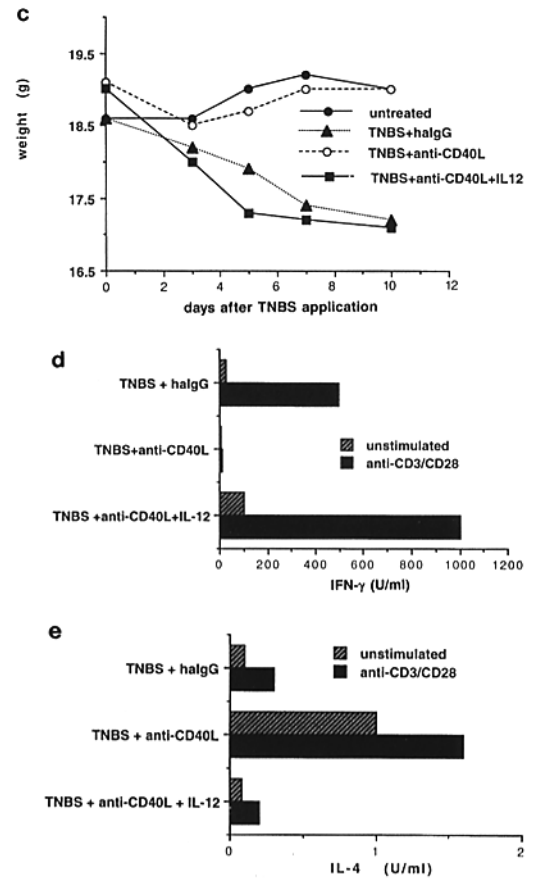 c
19.5
18.5
17.5
16.5
weight (g)
0 2 4 6 8 10 12
days after TNBS application
untreated
TNBS+haIgG
TNBS+anti-CD40L
TNBS+anti-CD40L+IL12
d
TNBS + haIgG
TNBS+anti-CD40L
TNBS +anti-CD40L+IL-12
unstimulated
anti-CD3/CD28
0 200 400 600 800 1000 1200
IFN-γ (U/ml)
e
TNBS + haIgG
TNBS + anti-CD40L
TNBS + anti-CD40L + IL-12
unstimulated
anti-CD3/CD28
0 1 2
IL-4 (U/ml)